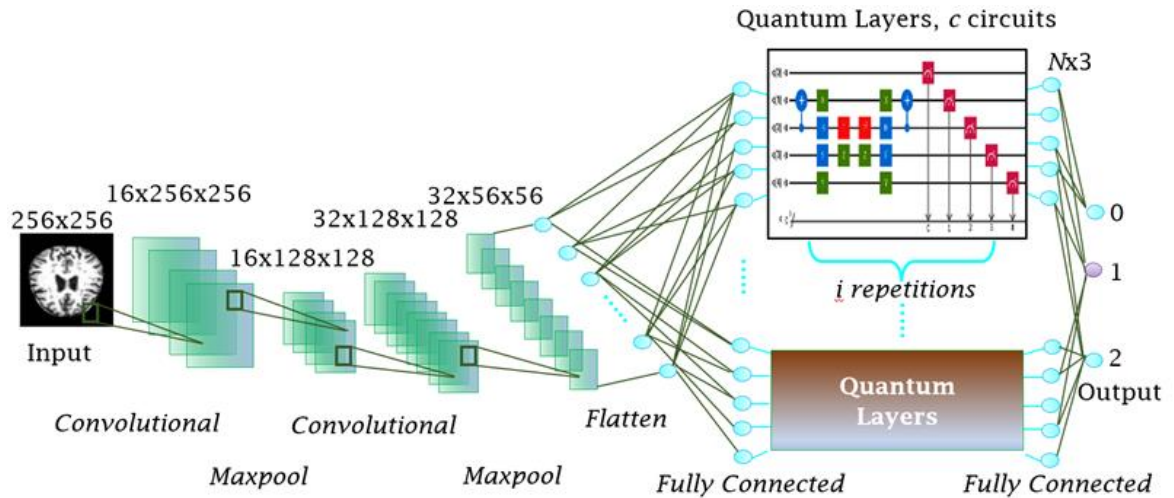 Quantum Layers, c circuits
Nx3
16x256x256
32x56x56
256x256
32x128x128
16x128x128
0
1
2
i repetitions
Input
Output
Quantum
Layers
Convolutional
Convolutional
Flatten
Maxpool
Maxpool
Fully Connected
Fully Connected